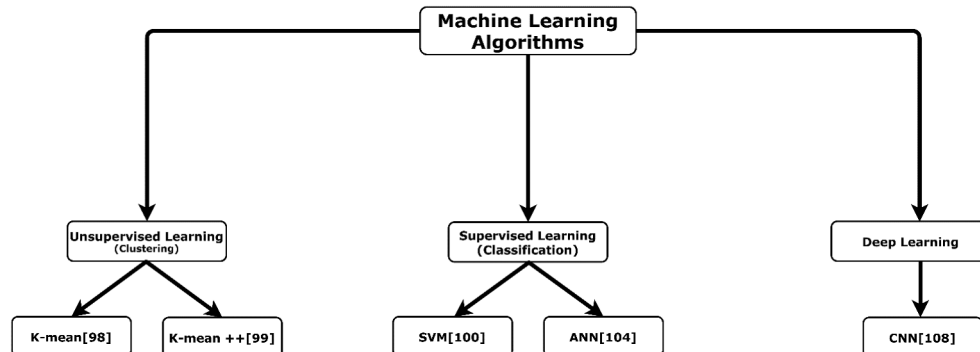 Machine Learning
Algorithms
Unsupervised Learning
(Clustering)
Supervised Learning
(Classification)
Deep Learning
K-mean[98]
K-mean ++[99]
SVM[100]
ANN[104]
CNN[108]